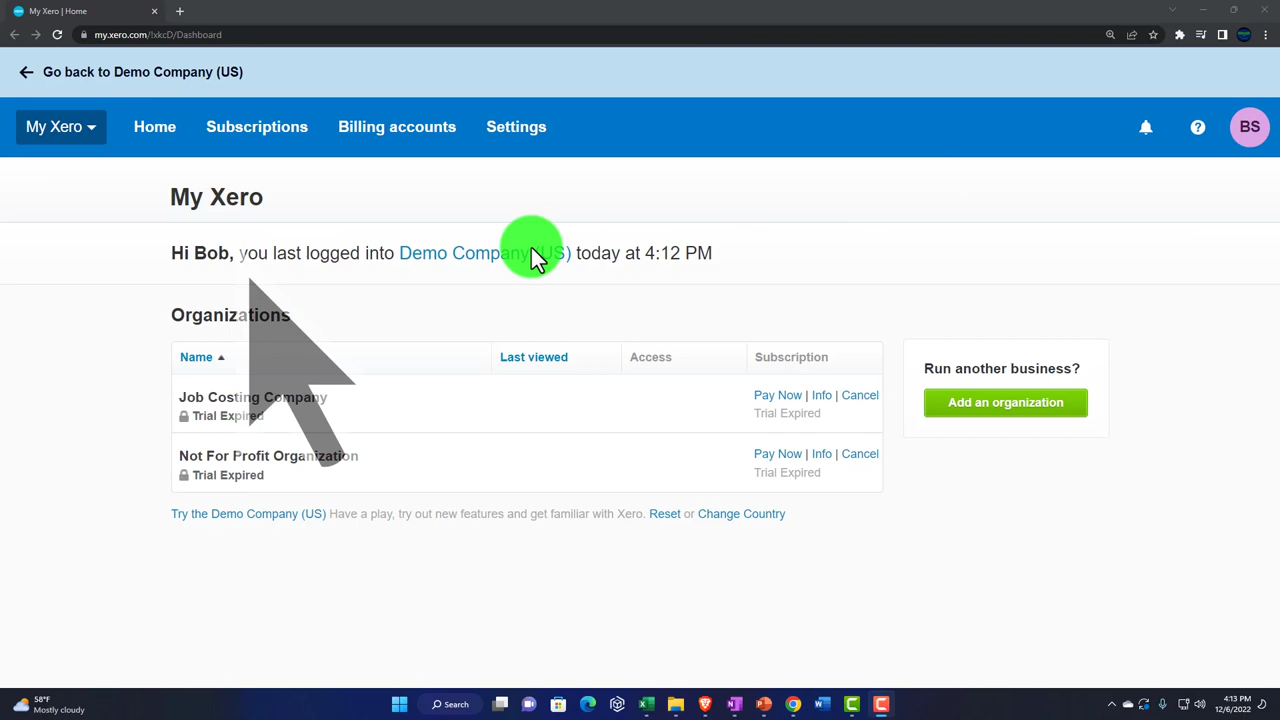 My Xero | Home
my.xero.com/!xkcD/Dashboard
Go back to Demo Company (US)
My Xero Home Subscriptions Billing accounts Settings BS
My Xero
Hi Bob, you last logged into Demo Company (US) today at 4:12 PM
Organizations
Name Last viewed Access Subscription
Job Costing Company
Trial Expired
Pay Now | Info | Cancel
Trial Expired
Not For Profit Organization
Trial Expired
Pay Now | Info | Cancel
Trial Expired
Run another business?
Add an organization
Try the Demo Company (US) Have a play, try out new features and get familiar with Xero. Reset or Change Country
58°F
Mostly cloudy
Search
4:13 PM
12/6/2022